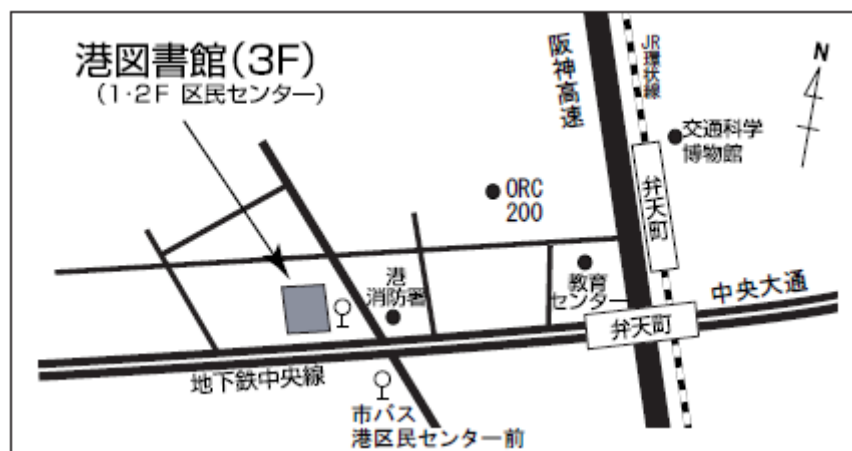 港図書館(3F)
(1・2F 区民センター)
阪神高速
JR環状線
N
交通科学
博物館
ORC
200
弁天町
港
消防署
教育
センター
中央大通
弁天町
地下鉄中央線
市バス
港区民センター前